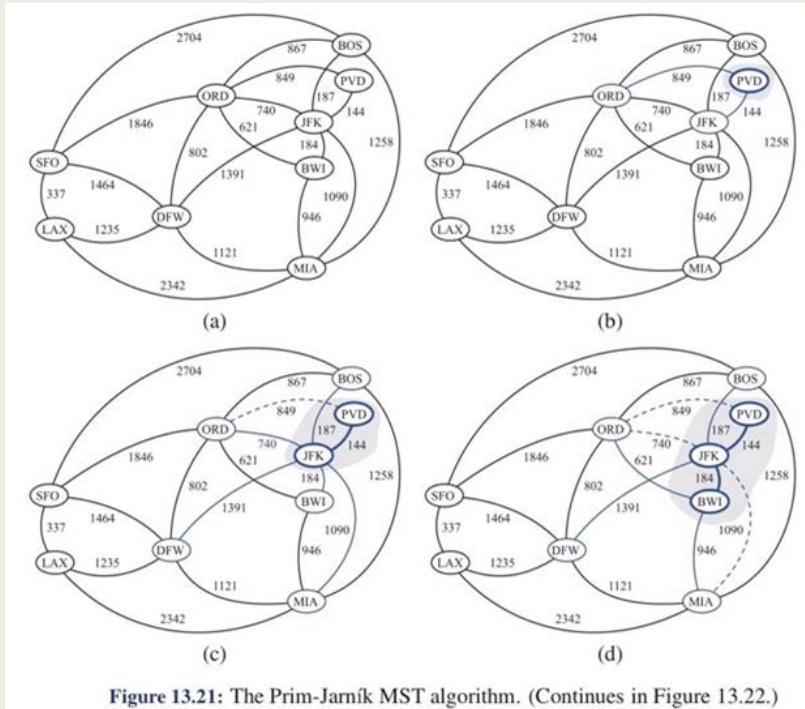 2704
867
BOS
849
PVD
ORD
187
144
740
JFK
1846
621
184
1258
802
BWI
SFO
1391
1464
337
1090
DFW
946
LAX
1235
1121
MIA
2342
(a)
2704
867
BOS
849
PVD
ORD
187
144
740
JFK
1846
621
184
1258
802
BWI
SFO
1391
1464
337
1090
DFW
946
LAX
1235
1121
MIA
2342
(b)
2704
867
BOS
849
PVD
ORD
187
144
740
JFK
1846
621
184
1258
802
BWI
SFO
1391
1464
337
1090
DFW
946
LAX
1235
1121
MIA
2342
(c)
2704
867
BOS
849
PVD
ORD
187
144
740
JFK
1846
621
184
1258
802
BWI
SFO
1391
1464
337
1090
DFW
946
LAX
1235
1121
MIA
2342
(d)
Figure 13.21: The Prim-Jarník MST algorithm. (Continues in Figure 13.22.)